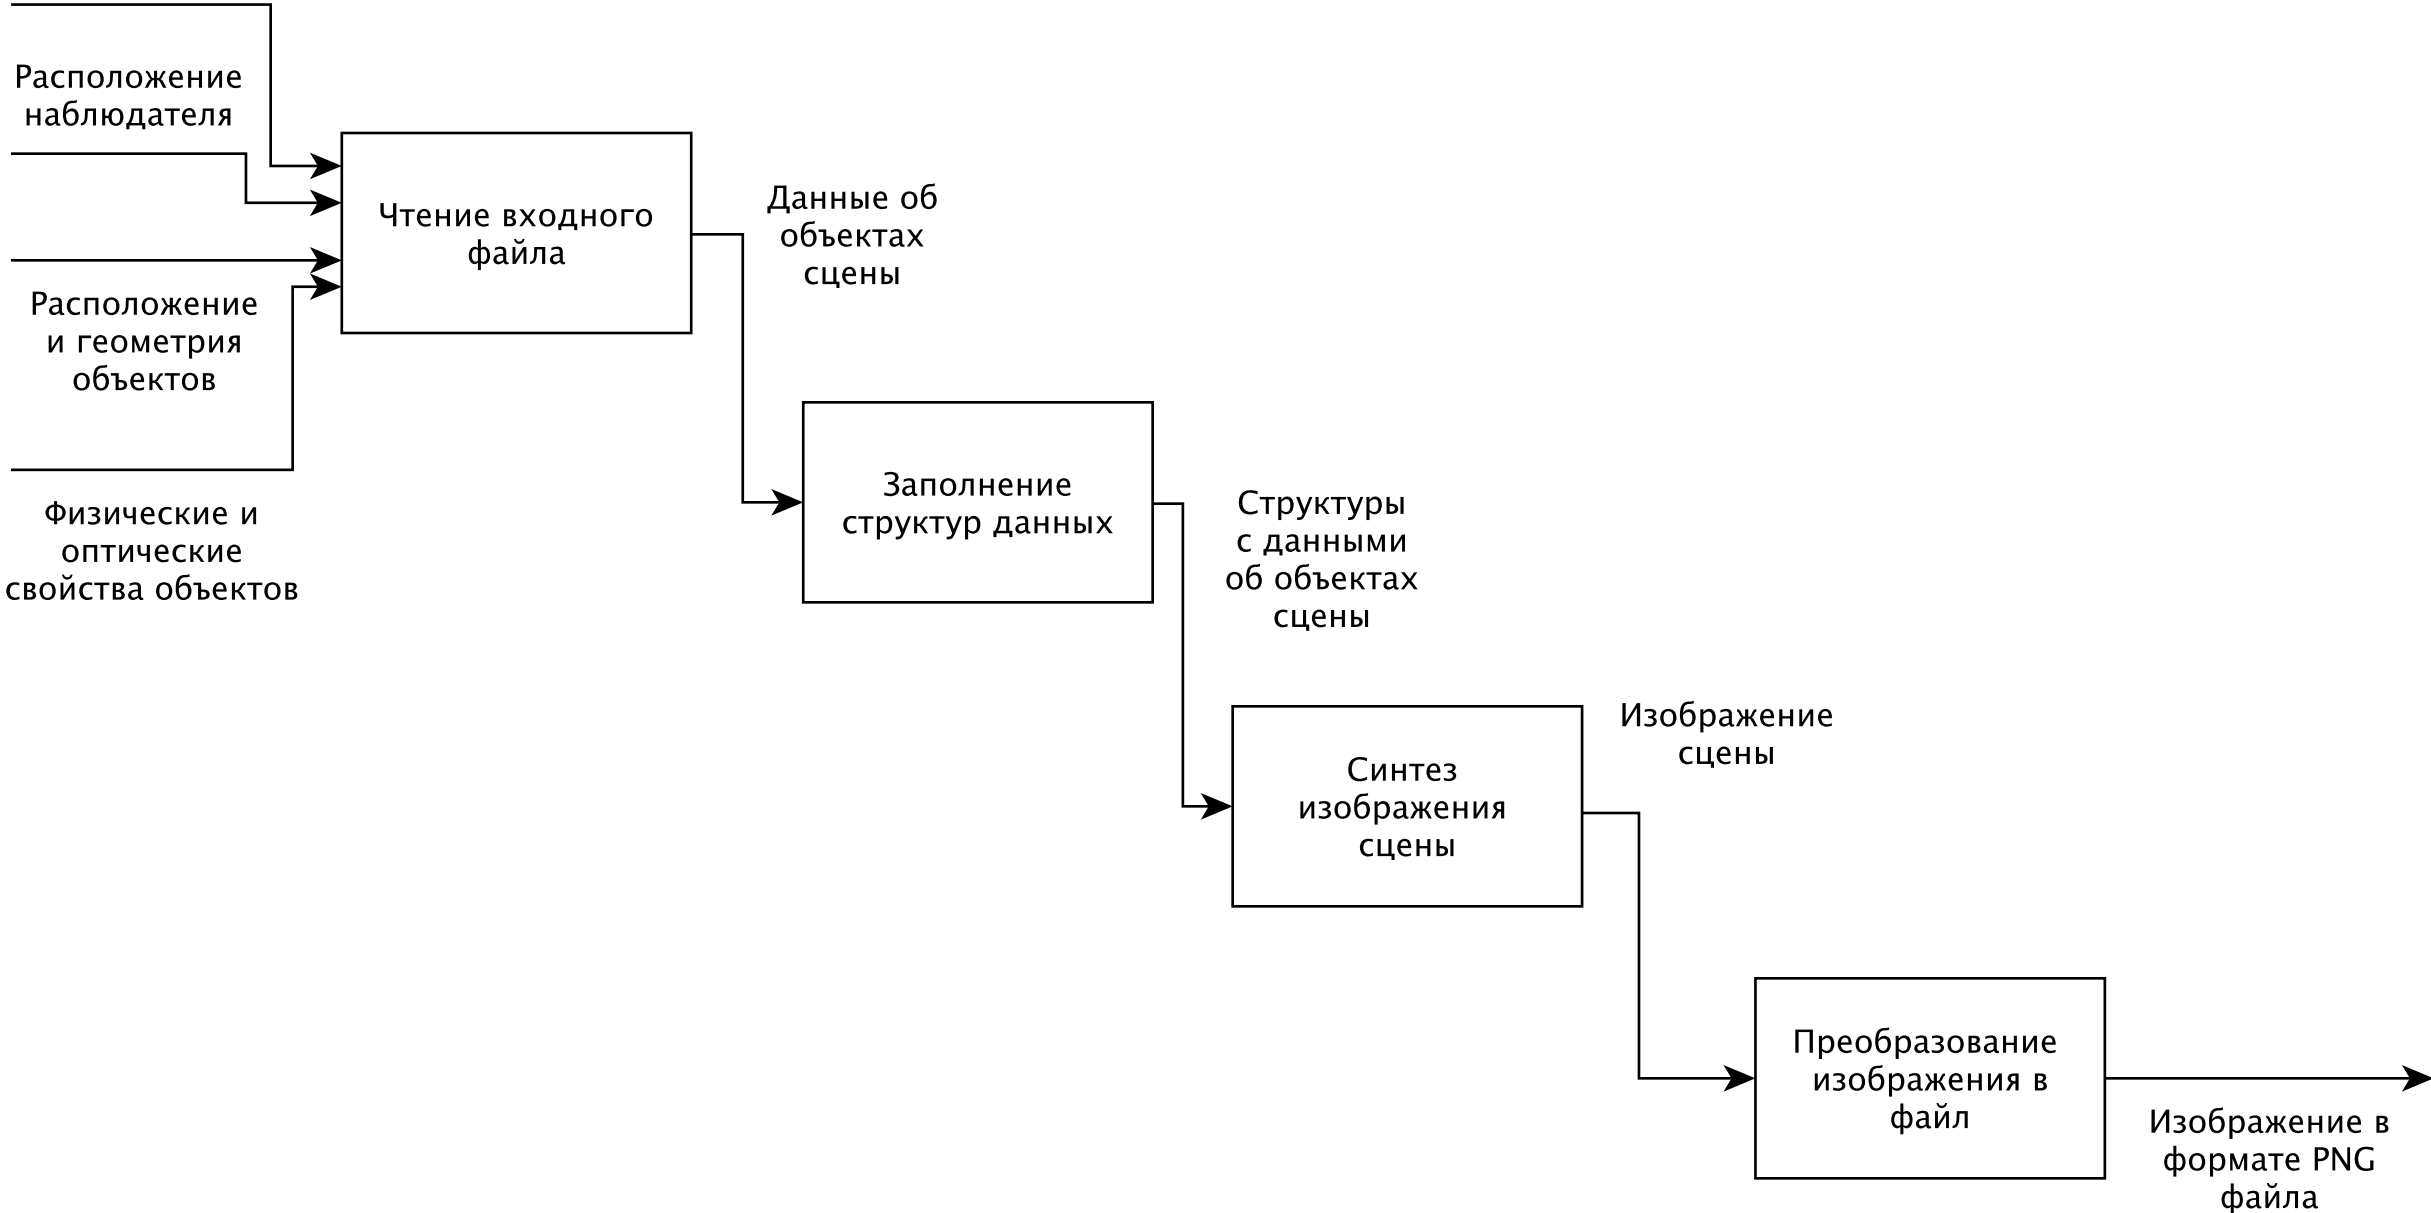 Расположение
наблюдателя
Чтение входного
файла
Данные об
объектах
сцены
Расположение
и геометрия
объектов
Физические и
оптические
свойства объектов
Заполнение
структур данных
Структуры
с данными
об объектах
сцены
Синтез
изображения
сцены
Изображение
сцены
Преобразование
изображения в
файл
Изображение в
формате PNG
файла